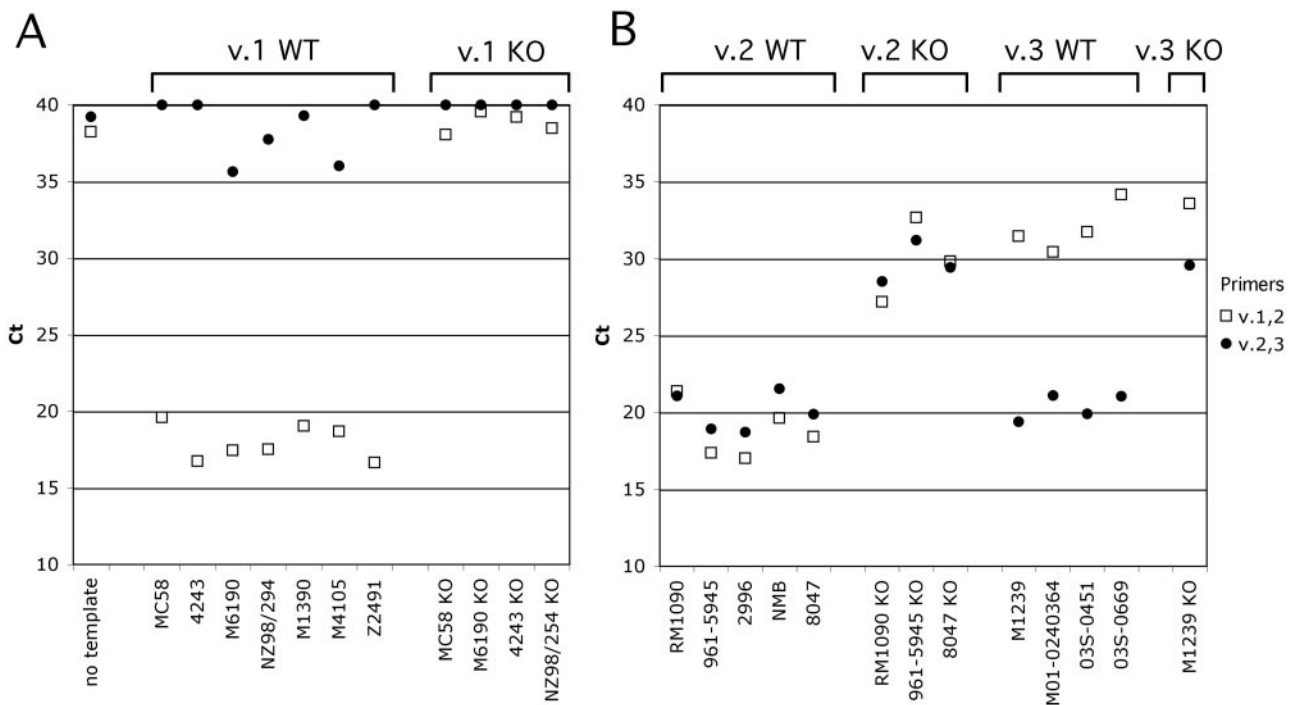 A
v.1 WT
v.1 KO
40
35
30
25
20
15
10
Ct
no template
MC58
4243
M6190
NZ98/294
M1390
M4105
Z2491
MC58 KO
M6190 KO
4243 KO
NZ98/254 KO
B
v.2 WT
v.2 KO
v.3 WT
v.3 KO
40
35
30
25
20
15
10
Ct
RM1090
961-5945
2996
NMB
8047
RM1090 KO
961-5945 KO
8047 KO
M1239
M01-0240364
03S-0451
03S-0669
M1239 KO
Primers
v.1,2
v.2,3